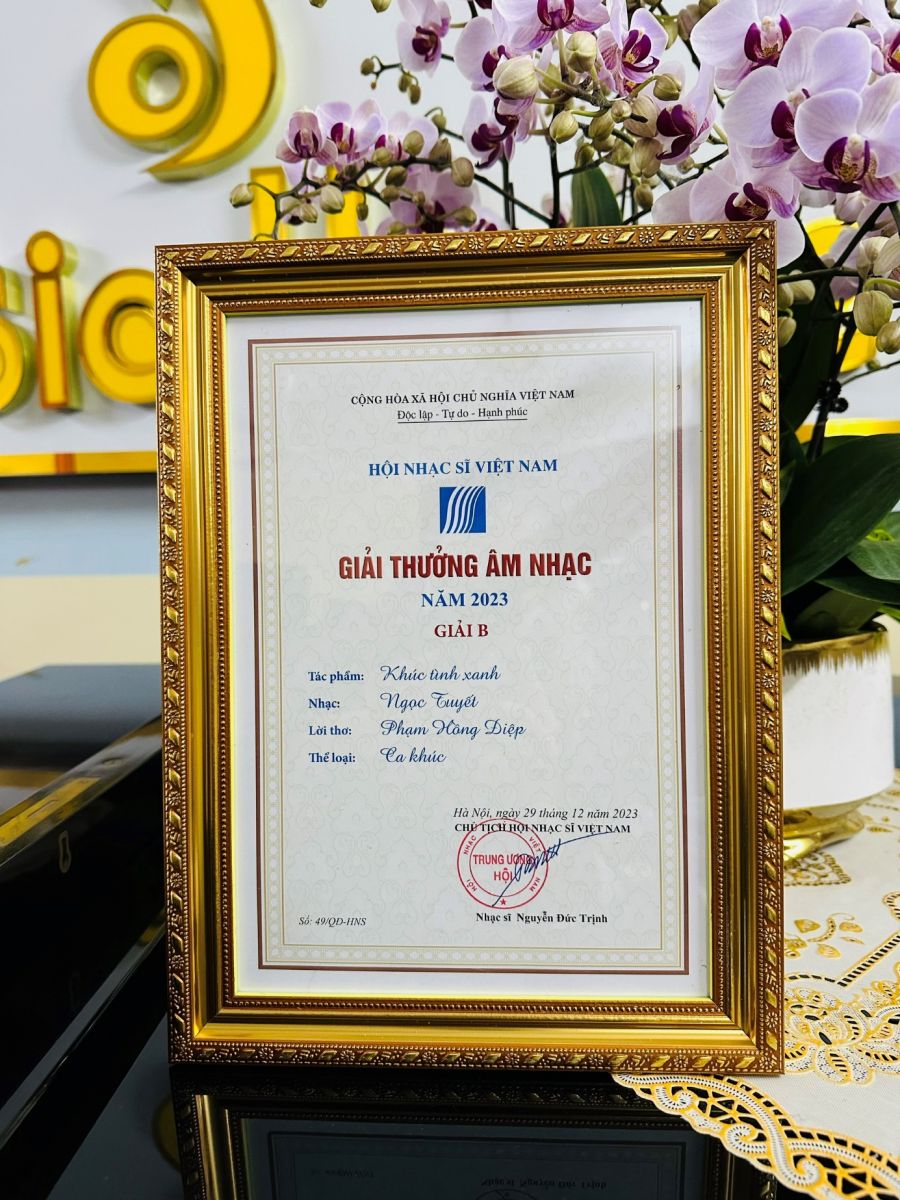 CỘNG HÒA XÃ HỘI CHỦ NGHĨA VIỆT NAM
Độc lập - Tự do - Hạnh phúc
HỘI NHẠC SĨ VIỆT NAM
GIẢI THƯỞNG ÂM NHẠC
NĂM 2023
GIẢI B
Tác phẩm: Khúc tình xanh
Nhạc: Ngọc Tuyết
Lời thơ: Phạm Hồng Diệp
Thể loại: Ca khúc
Hà Nội, ngày 29 tháng 12 năm 2023
CHỦ TỊCH HỘI NHẠC SĨ VIỆT NAM
TRUNG ƯƠNG
HỘI
Nhạc sĩ Nguyễn Đức Trịnh
Số: 49/QĐ-HNS